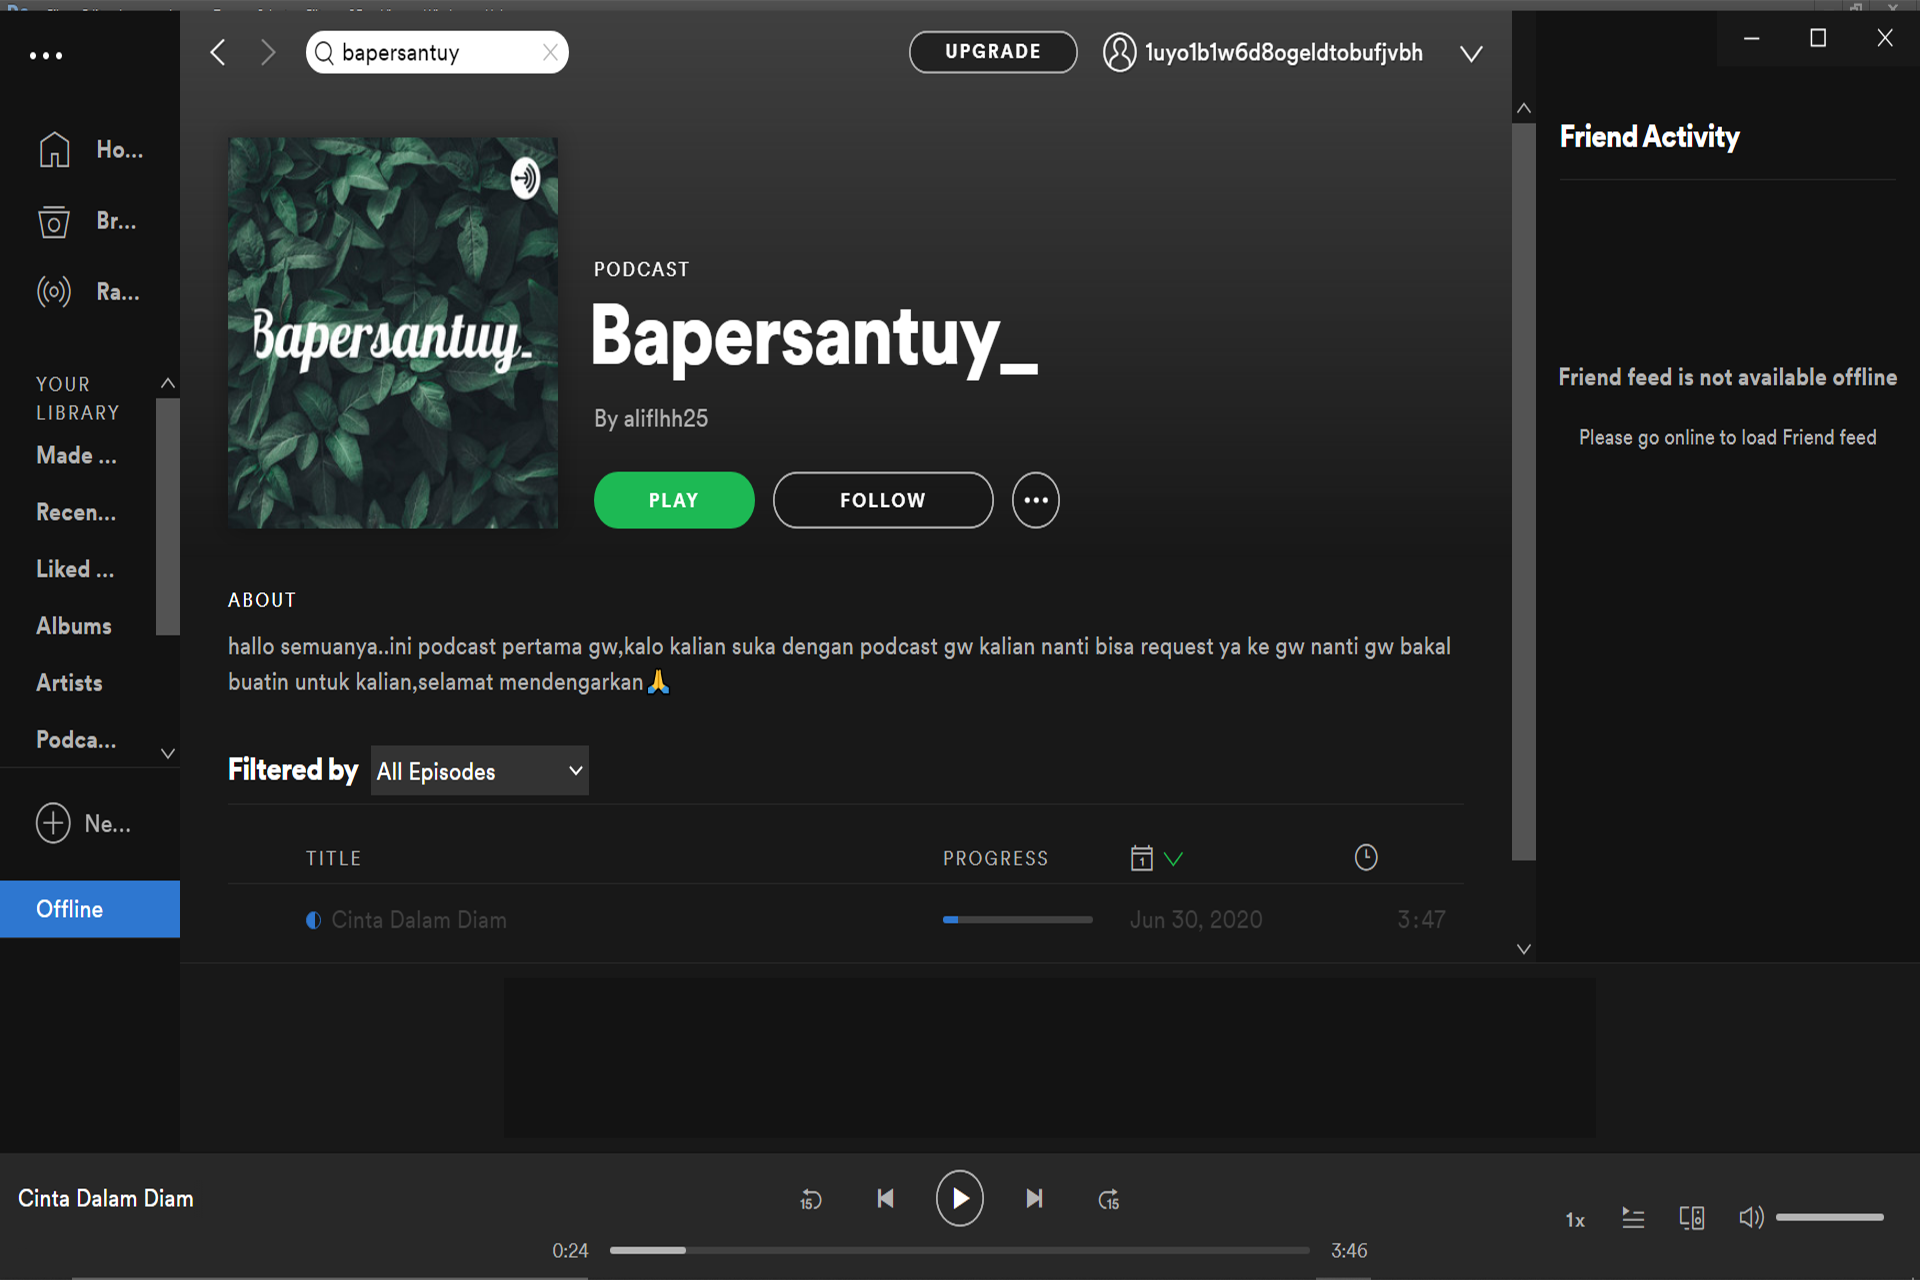 bapersantuy
UPGRADE
1uyo1b1w6d8ogeldtobufjvbh
Ho...
Br...
Ra...
YOUR
LIBRARY
Made ...
Recen...
Liked ...
Albums
Artists
Podca...
Ne...
Offline
Bapersantuy_
PODCAST
Bapersantuy_
By aliflhh25
PLAY
FOLLOW
ABOUT
hallo semuanya..ini podcast pertama gw,kalo kalian suka dengan podcast gw kalian nanti bisa request ya ke gw nanti gw bakal
buatin untuk kalian,selamat mendengarkan🙏
Filtered by All Episodes
TITLE PROGRESS
Cinta Dalam Diam Jun 30, 2020 3:47
Friend Activity
Friend feed is not available offline
Please go online to load Friend feed
Cinta Dalam Diam
15 15
0:24 3:46
1x